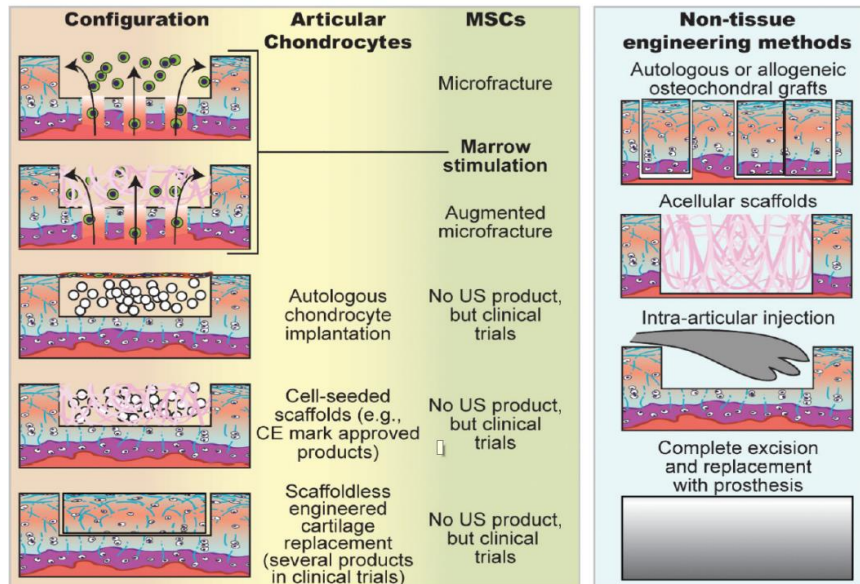 Configuration
Articular
Chondrocytes
MSCs
Microfracture
Marrow
stimulation
Augmented
microfracture
Autologous
chondrocyte
implantation
No US product,
but clinical
trials
Cell-seeded
scaffolds (e.g.,
CE mark approved
products)
No US product,
but clinical
trials
Scaffoldless
engineered
cartilage
replacement
(several products
in clinical trials)
No US product,
but clinical
trials
Non-tissue
engineering methods
Autologous or allogeneic
osteochondral grafts
Acellular scaffolds
Intra-articular injection
Complete excision
and replacement
with prosthesis